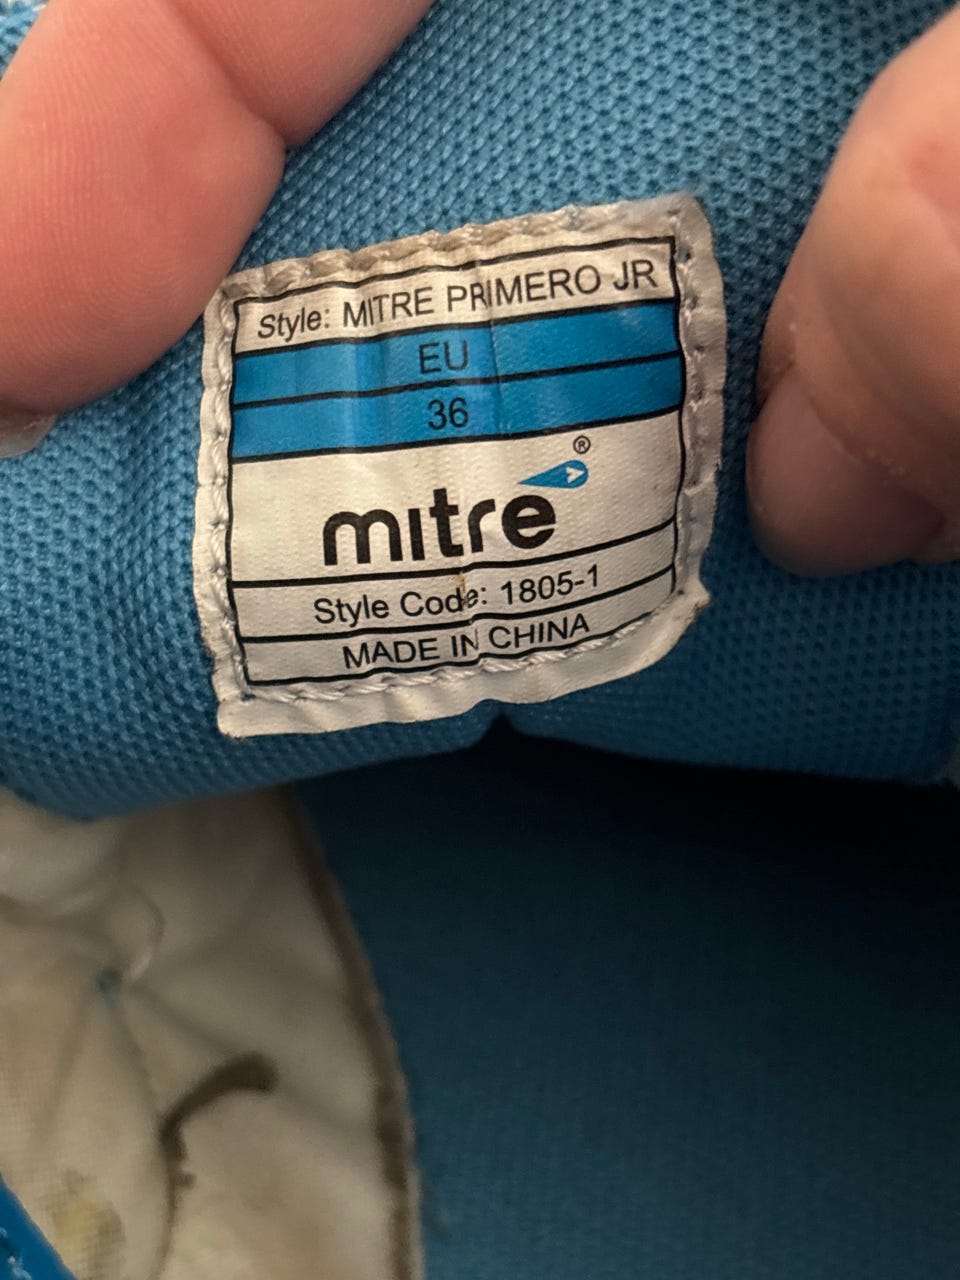 Style: MITRE PRIMERO JR
EU
36
mitre®
Style Code: 1805-1
MADE IN CHINA